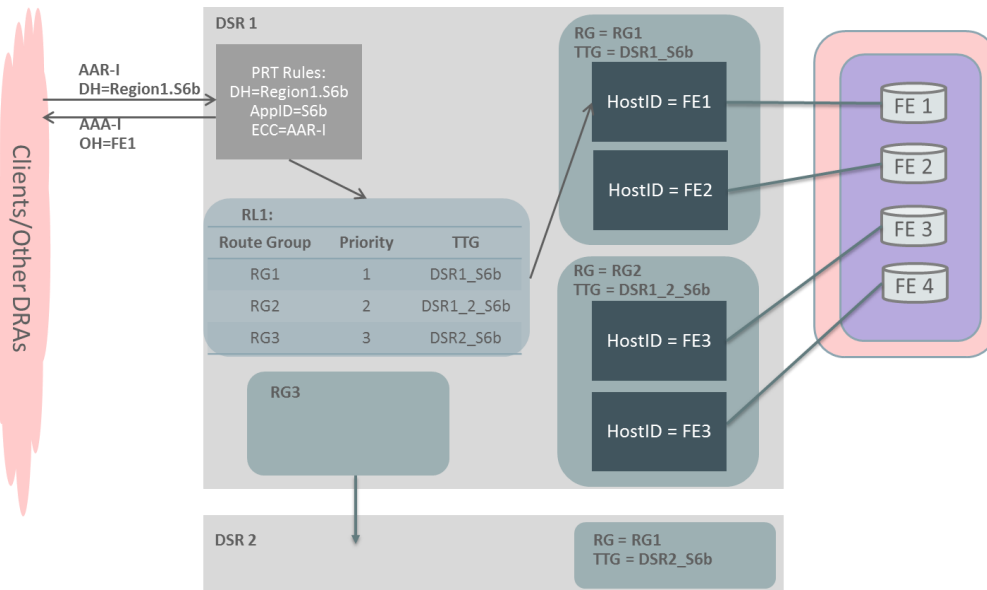 DSR 1
AAR-I
DH=Region1.S6b
AAA-I
OH=FE1
Clients/Other DRAs
PRT Rules:
DH=Region1.S6b
AppID=S6b
ECC=AAR-I
RL1:
Route Group Priority TTG
RG1 1 DSR1_S6b
RG2 2 DSR1_2_S6b
RG3 3 DSR2_S6b
RG3
RG = RG1
TTG = DSR1_S6b
HostID = FE1
HostID = FE2
RG = RG2
TTG = DSR1_2_S6b
HostID = FE3
HostID = FE3
FE 1
FE 2
FE 3
FE 4
DSR 2
RG = RG1
TTG = DSR2_S6b